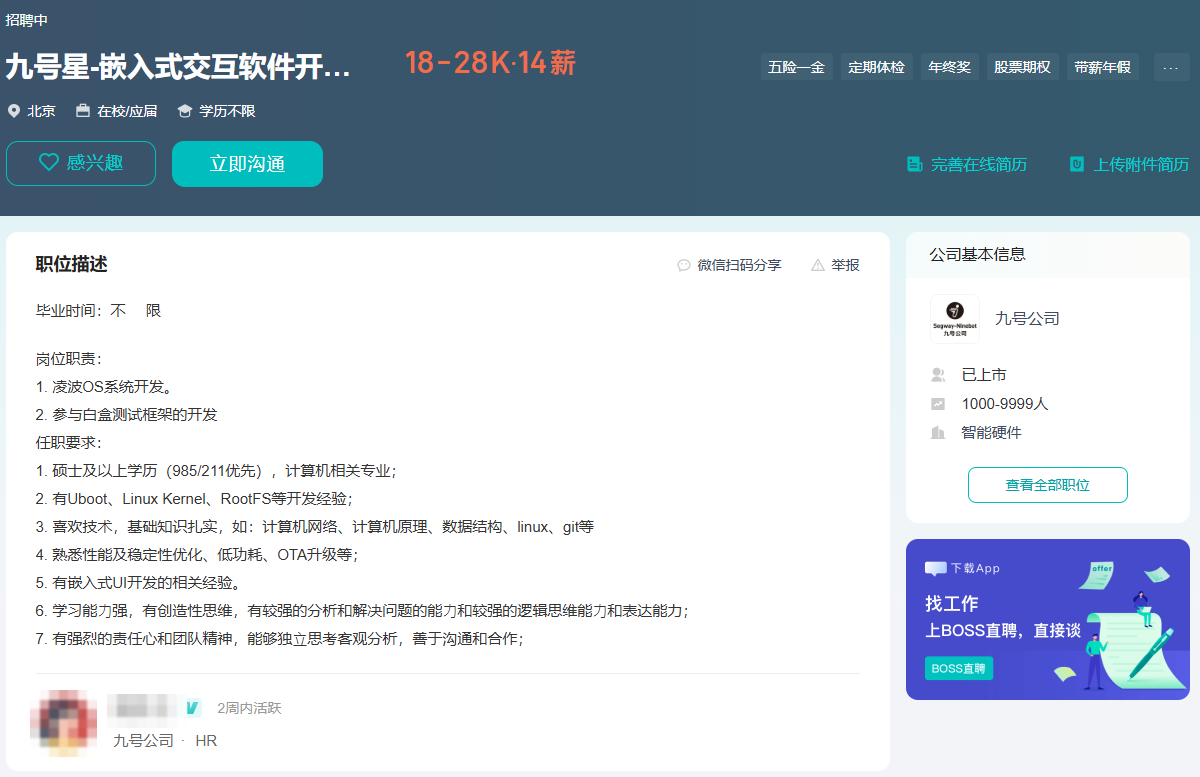 招聘中
九号星-嵌入式交互软件开...
18-28K·14薪
五险一金 定期体检 年终奖 股票期权 带薪年假 ...
北京 在校/应届 学历不限
感兴趣 立即沟通
完善在线简历 上传附件简历
职位描述
微信扫码分享 举报
毕业时间：不 限
岗位职责：
1. 凌波OS系统开发。
2. 参与白盒测试框架的开发
任职要求：
1. 硕士及以上学历（985/211优先），计算机相关专业；
2. 有Uboot、Linux Kernel、RootFS等开发经验；
3. 喜欢技术，基础知识扎实，如：计算机网络、计算机原理、数据结构、linux、git等
4. 熟悉性能及稳定性优化、低功耗、OTA升级等；
5. 有嵌入式UI开发的相关经验。
6. 学习能力强，有创造性思维，有较强的分析和解决问题的能力和较强的逻辑思维能力和表达能力；
7. 有强烈的责任心和团队精神，能够独立思考客观分析，善于沟通和合作；
2周内活跃
九号公司 · HR
公司基本信息
Segway-Ninebot
九号公司
九号公司
已上市
1000-9999人
智能硬件
查看全部职位
下载App
offer
找工作
上BOSS直聘，直接谈
BOSS直聘